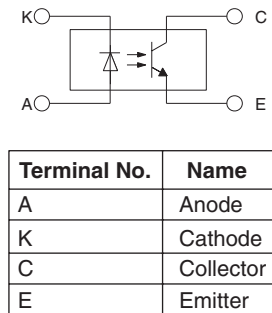 K C
A E
Terminal No. Name
A Anode
K Cathode
C Collector
E Emitter